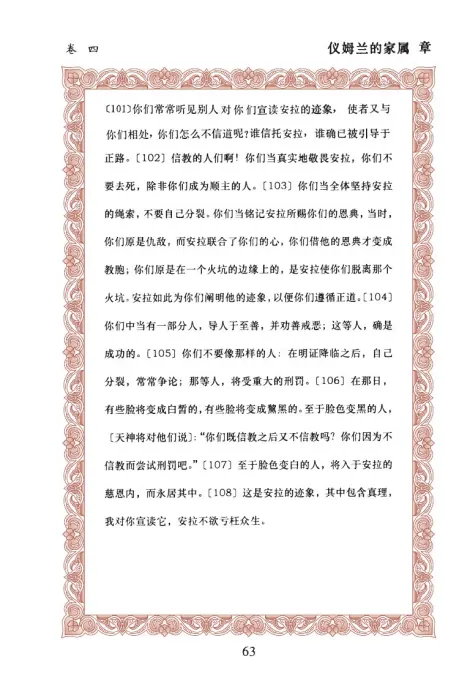 卷 四
仪姆兰的家属 章
〔101〕你们常常听见别人对你们宣读安拉的迹象，使者又与
你们相处，你们怎么不信道呢？谁信托安拉，谁确已被引导于
正路。〔102〕信教的人们啊！你们当真实地敬畏安拉，你们不
要去死，除非你们成为顺主的人。〔103〕你们当全体坚持安拉
的绳索，不要自己分裂。你们当铭记安拉所赐你们的恩典，当时，
你们原是仇敌，而安拉联合了你们的心，你们借他的恩典才变成
教胞；你们原是在一个火坑的边缘上的，是安拉使你们脱离那个
火坑。安拉如此为你们阐明他的迹象，以便你们遵循正道。〔104〕
你们中当有一部分人，导人于至善，并劝善戒恶；这等人，确是
成功的。〔105〕你们不要像那样的人：在明证降临之后，自己
分裂，常常争论；那等人，将受重大的刑罚。〔106〕在那日，
有些脸将变成白皙的，有些脸将变成黧黑的。至于脸色变黑的人，
〔天神将对他们说〕：“你们既信教之后又不信教吗？你们因为不
信教而尝试刑罚吧。”〔107〕至于脸色变白的人，将入于安拉的
慈恩内，而永居其中。〔108〕这是安拉的迹象，其中包含真理，
我对你宣读它，安拉不欲亏枉众生。
63